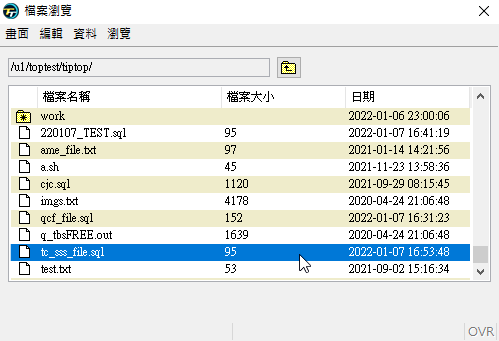 檔案瀏覽
畫面 編輯 資料 瀏覽
/u1/toptest/tiptop/
檔案名稱 檔案大小 日期
work 2022-01-06 23:00:06
220107_TEST.sql 95 2022-01-07 16:41:19
ame_file.txt 97 2021-01-14 14:21:56
a.sh 45 2021-11-23 13:58:36
cjc.sql 1120 2021-09-29 08:15:45
imgs.txt 4178 2020-04-24 21:06:48
qcf_file.sql 152 2022-01-07 16:31:23
q_tbsFREE.out 1639 2020-04-24 21:06:48
tc_sss_file.sql 95 2022-01-07 16:53:48
test.txt 53 2021-09-02 15:16:34
OVR